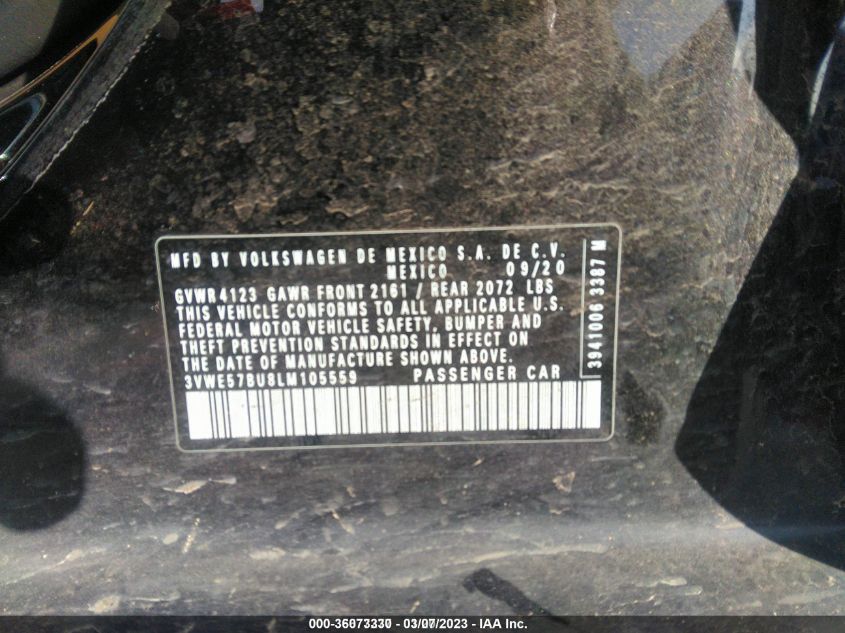 MFD BY VOLKSWAGEN DE MEXICO S.A. DE C.V.
MEXICO 09/20
GVWR 4123 GAWR FRONT 2161 / REAR 2072 LBS
THIS VEHICLE CONFORMS TO ALL APPLICABLE U.S.
FEDERAL MOTOR VEHICLE SAFETY, BUMPER AND
THEFT PREVENTION STANDARDS IN EFFECT ON
THE DATE OF MANUFACTURE SHOWN ABOVE.
3VWE57BU8LM105559 PASSENGER CAR
3941008 3387 M
000-36073330 - 03/07/2023 - IAA Inc.